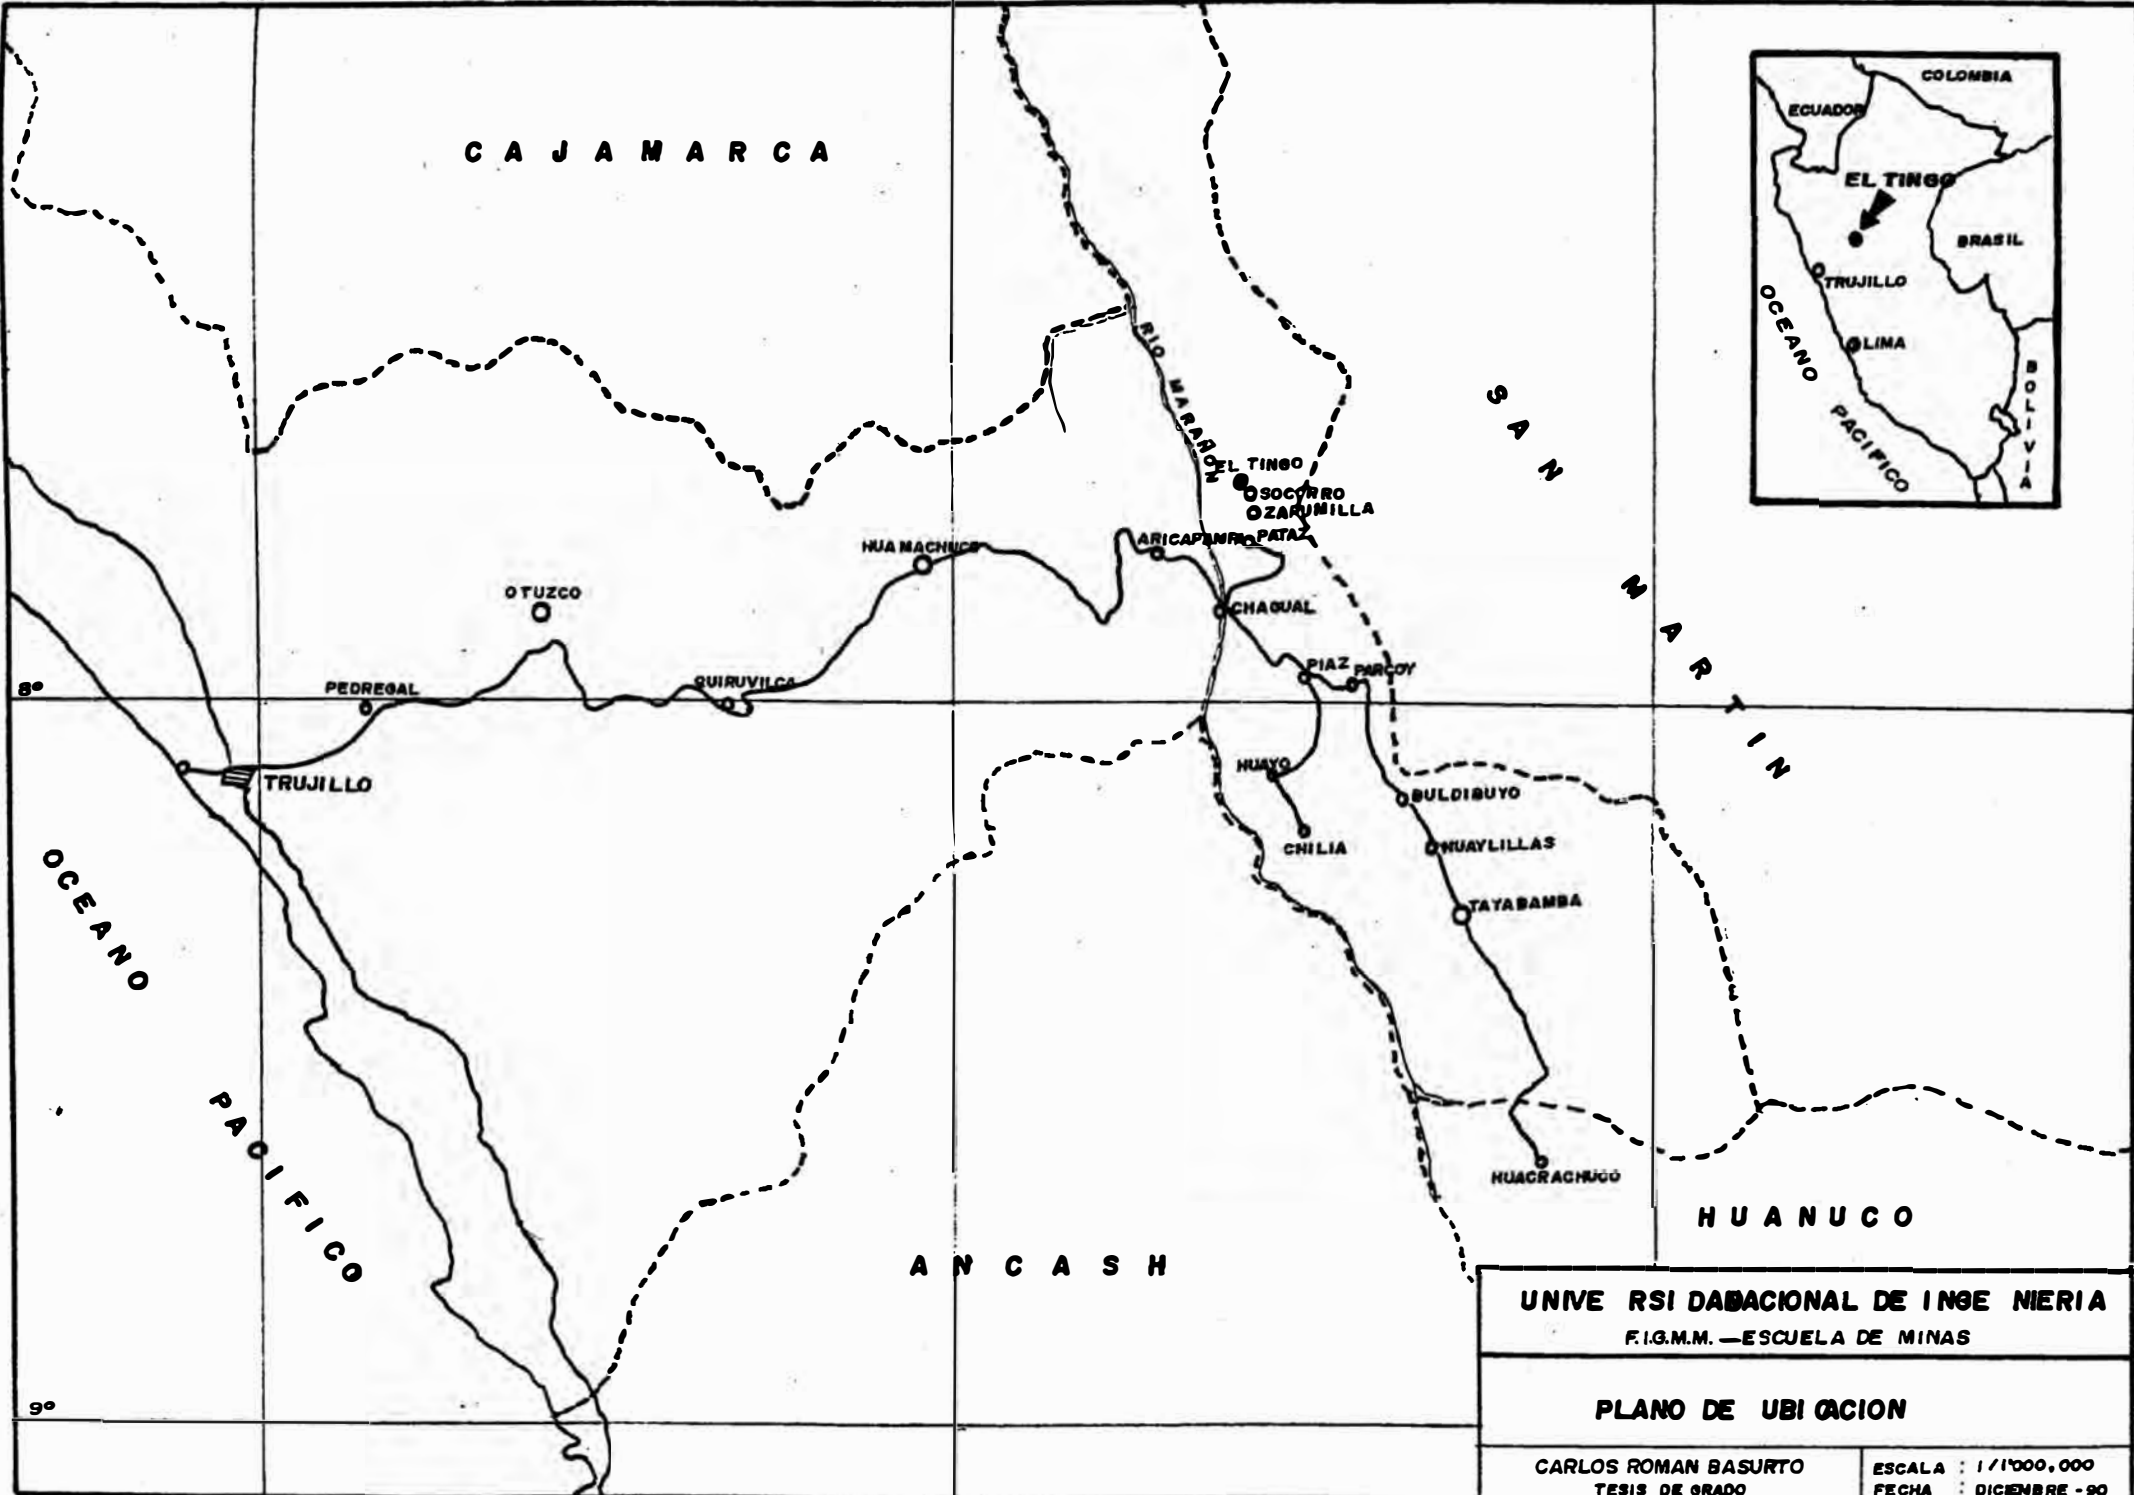 CAJAMARCA
COLOMBIA
ECUADOR
EL TINGO
BRASIL
TRUJILLO
OCEANO PACIFICO
LIMA
BOLIVIA
RIO MARAÑON
SAN MARTIN
EL TINGO
SOCORRO
ZARUMILLA
HUAMACHUCO
ARICAPAMPA
PATAZ
OTUZCO
CHAGUAL
8°
PEDREGAL
QUIRUVILCA
PIAZ
PARCOY
TRUJILLO
HUAYO
BULDIBUYO
CHILIA
HUAYLILLAS
TAYABAMBA
OCEANO PACIFICO
HUACRACHUCO
HUANUCO
ANCASH
9°
UNIVE RSI DADNACIONAL DE INGE NIERIA
F.I.G.M.M. — ESCUELA DE MINAS
PLANO DE UBICACION
CARLOS ROMAN BASURTO
TESIS DE GRADO
ESCALA : 1/1'000,000
FECHA : DICIEMBRE - 90